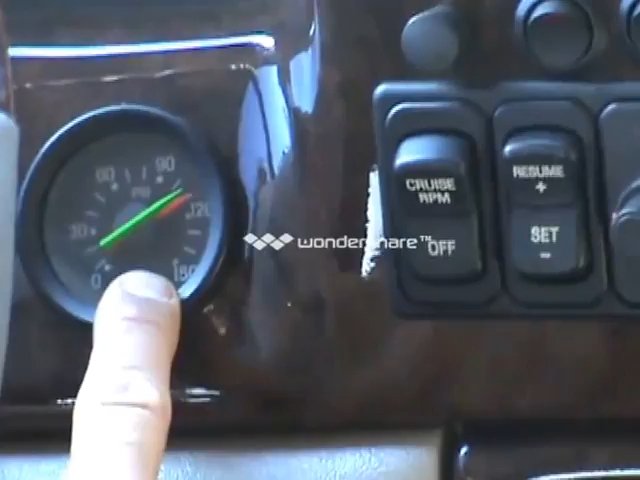 60 90
PSI
30 120
0 150
wondershare™
CRUISE
RPM
OFF
RESUME
+
SET
-